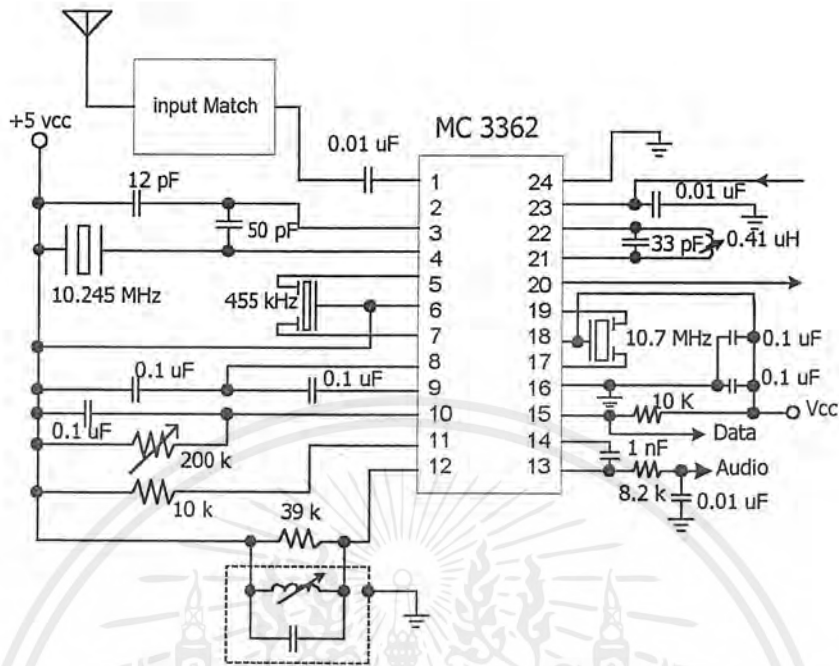 input Match
+5 vcc
MC 3362
0.01 uF
12 pF
50 pF
10.245 MHz
455 kHz
0.1 uF
0.1 uF
0.1 uF
200 k
10 k
39 k
1
2
3
4
5
6
7
8
9
10
11
12
24
23
22
21
20
19
18
17
16
15
14
13
0.01 uF
33 pF
0.41 uH
10.7 MHz
0.1 uF
0.1 uF
10 K
Vcc
Data
1 nF
Audio
8.2 k
0.01 uF